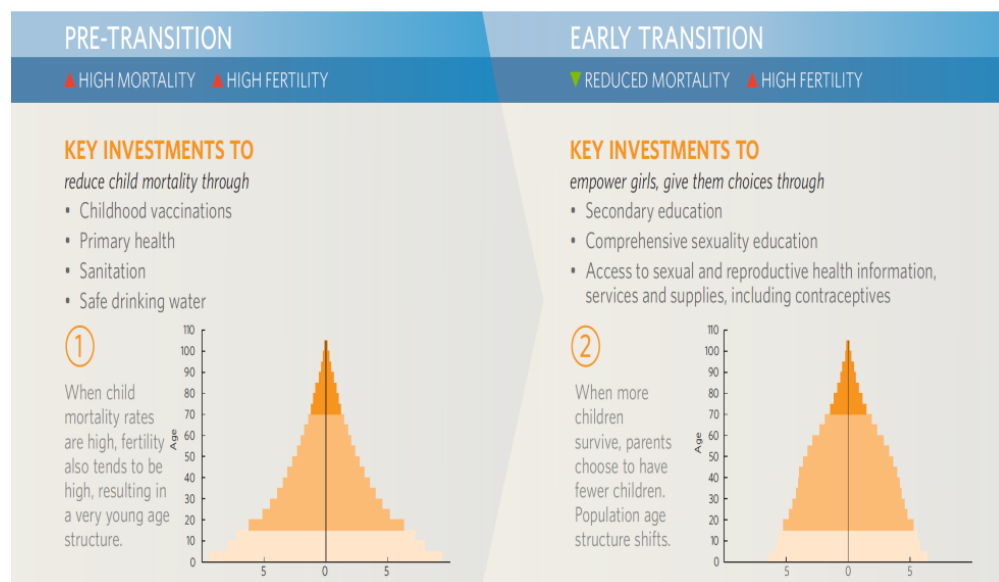 PRE-TRANSITION
▲ HIGH MORTALITY ▲ HIGH FERTILITY
KEY INVESTMENTS TO
reduce child mortality through
• Childhood vaccinations
• Primary health
• Sanitation
• Safe drinking water
1
When child
mortality rates
are high, fertility
also tends to be
high, resulting in
a very young age
structure.
Age
110
100
90
80
70
60
50
40
30
20
10
0
5 0 5
EARLY TRANSITION
▼ REDUCED MORTALITY ▲ HIGH FERTILITY
KEY INVESTMENTS TO
empower girls, give them choices through
• Secondary education
• Comprehensive sexuality education
• Access to sexual and reproductive health information,
services and supplies, including contraceptives
2
When more
children
survive, parents
choose to have
fewer children.
Population age
structure shifts.
Age
110
100
90
80
70
60
50
40
30
20
10
0
5 0 5